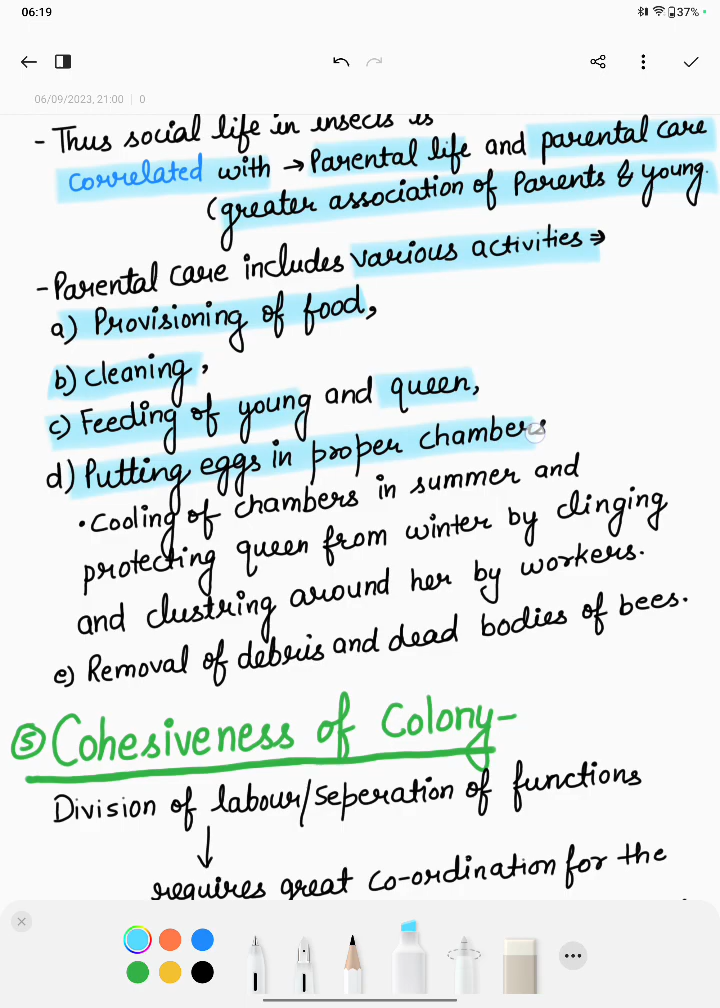 06:19
37%
06/09/2023, 21:00 | 0
- Thus social life in insects is
correlated with → Parental life and parental care
(greater association of Parents & young.
- Parental care includes various activities ⇒
a) Provisioning of food,
b) cleaning,
c) Feeding of young and queen,
d) Putting eggs in proper chambers
• Cooling of chambers in summer and
protecting queen from winter by clinging
and clustring around her by workers.
e) Removal of debris and dead bodies of bees.
⑤ Cohesiveness of Colony -
Division of labour/seperation of functions
↓
requires great co-ordination for the